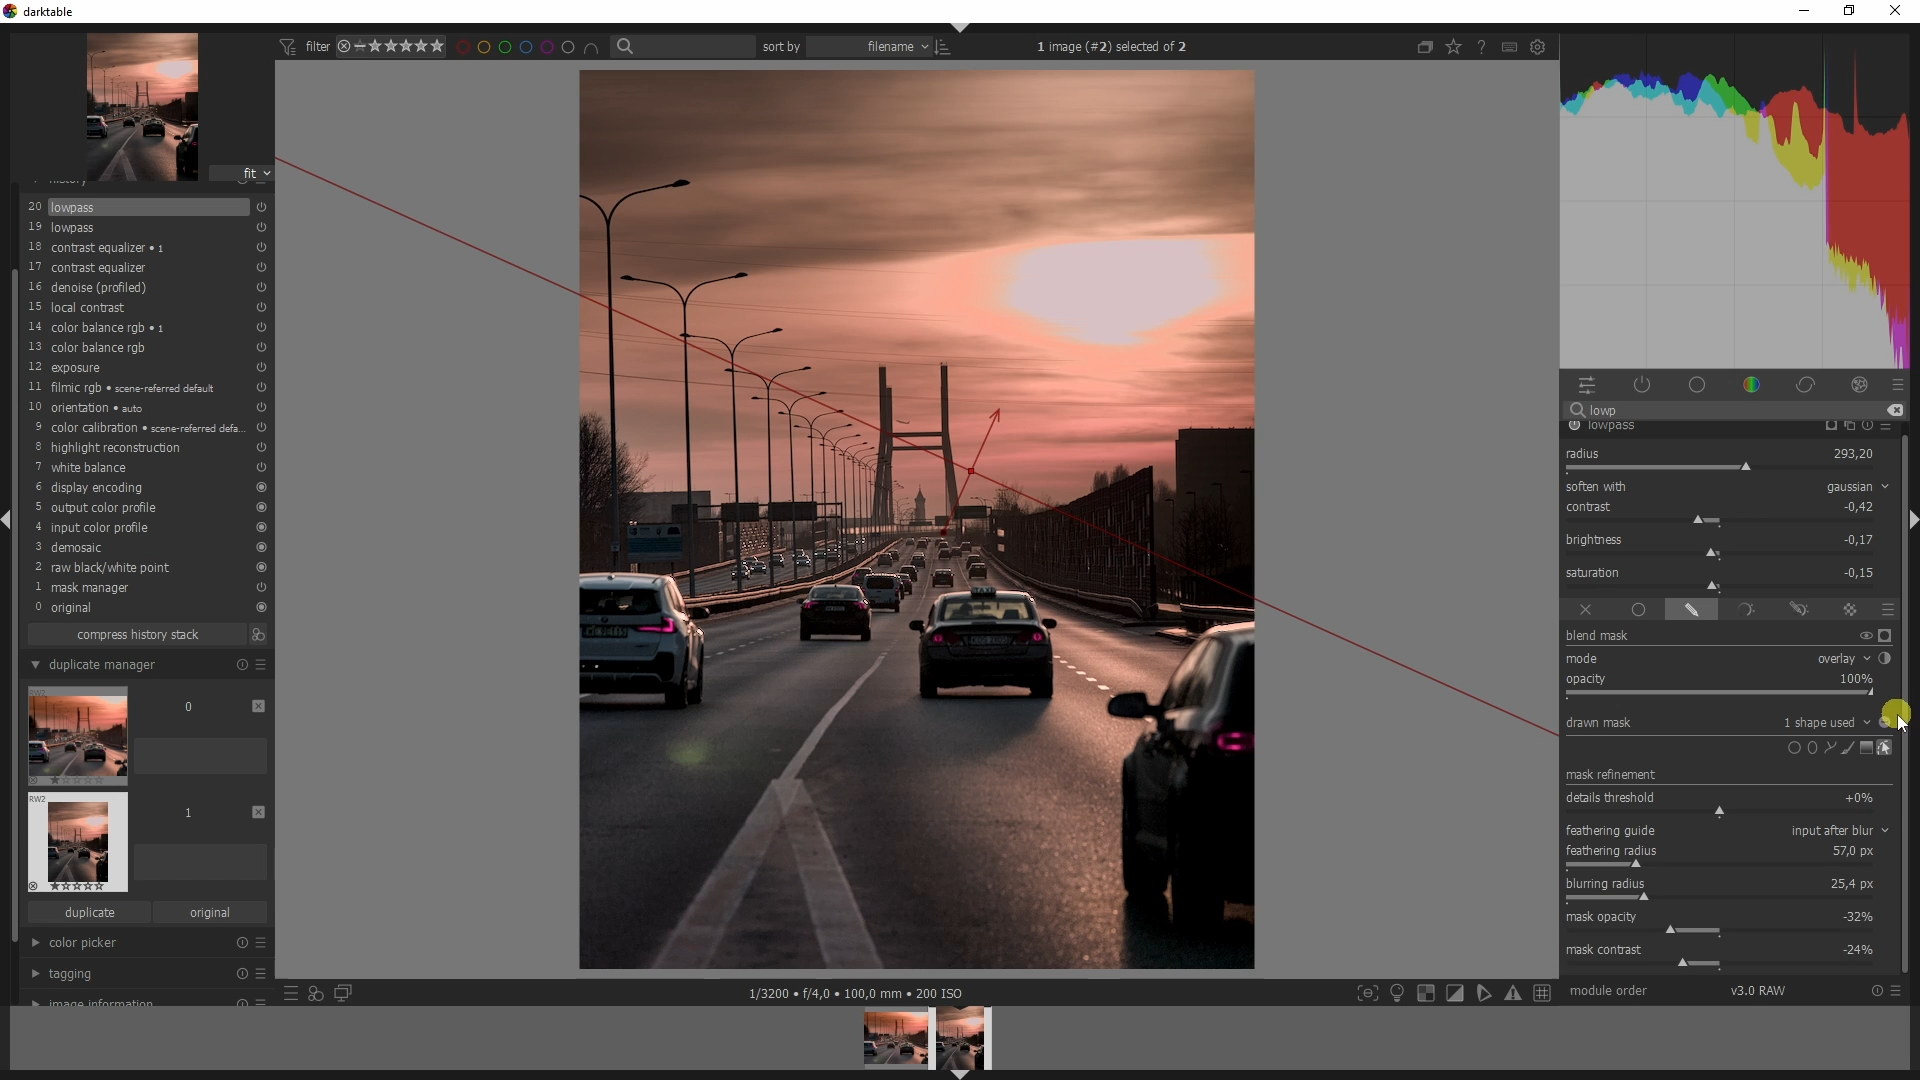 darktable
filter
sort by filename
1 image (#2) selected of 2
fit
20 lowpass
19 lowpass
18 contrast equalizer • 1
17 contrast equalizer
16 denoise (profiled)
15 local contrast
14 color balance rgb • 1
13 color balance rgb
12 exposure
11 filmic rgb • scene-referred default
10 orientation • auto
9 color calibration • scene-referred defa...
8 highlight reconstruction
7 white balance
6 display encoding
5 output color profile
4 input color profile
3 demosaic
2 raw black/white point
1 mask manager
0 original
compress history stack
duplicate manager
RW2
0
RW2
1
duplicate original
color picker
tagging
image information
TAXI
1/3200 • f/4,0 • 100,0 mm • 200 ISO
lowp
lowpass
radius 293,20
soften with gaussian
contrast -0,42
brightness -0,17
saturation -0,15
blend mask
mode overlay
opacity 100%
drawn mask 1 shape used
mask refinement
details threshold +0%
feathering guide input after blur
feathering radius 57,0 px
blurring radius 25,4 px
mask opacity -32%
mask contrast -24%
module order v3.0 RAW